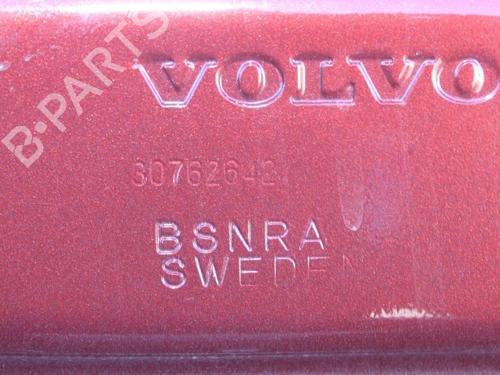 B-PARTS
VOLVO
30762642
BSNRA
SWEDEN